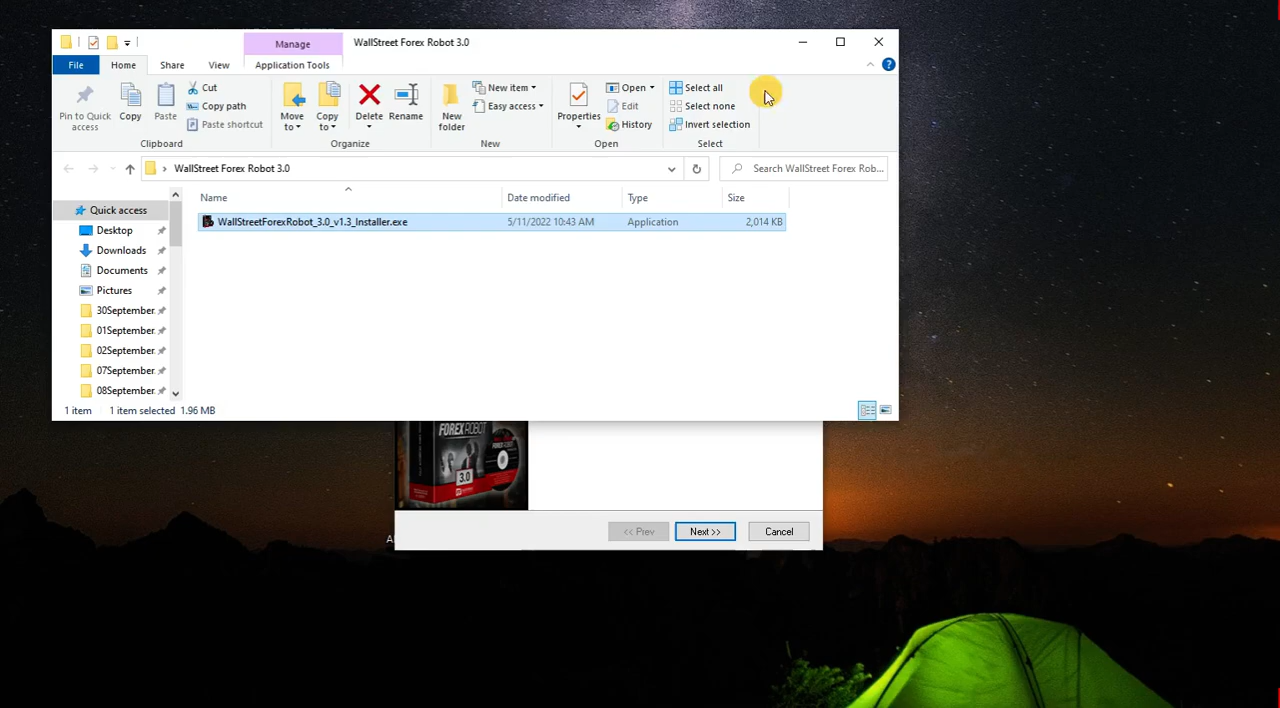 Manage
WallStreet Forex Robot 3.0
File
Home
Share
View
Application Tools
Pin to Quick
access
Copy
Paste
Cut
Copy path
Paste shortcut
Clipboard
Move
to
Copy
to
Delete
Rename
Organize
New
folder
New item
Easy access
New
Properties
Open
Edit
History
Open
Select all
Select none
Invert selection
Select
WallStreet Forex Robot 3.0
Search WallStreet Forex Rob...
Name
Date modified
Type
Size
WallStreetForexRobot_3.0_v1.3_Installer.exe
5/11/2022 10:43 AM
Application
2,014 KB
Quick access
Desktop
Downloads
Documents
Pictures
30September
01September
02September
07September
08September
1 item
1 item selected 1.96 MB
FOREX ROBOT
3.0
<< Prev
Next >>
Cancel